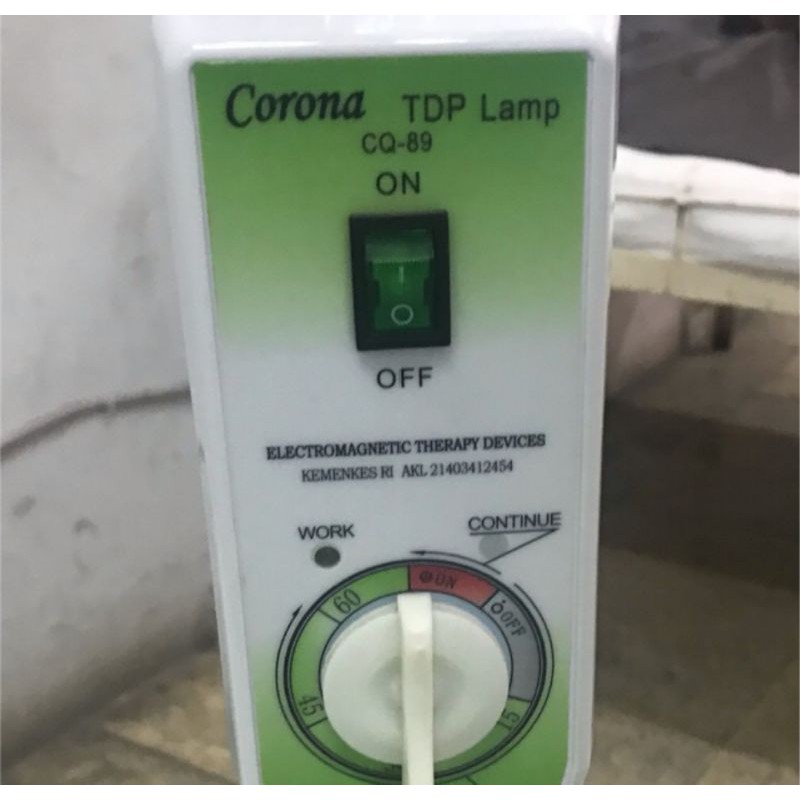 Corona TDP Lamp
CQ-89
ON
OFF
ELECTROMAGNETIC THERAPY DEVICES
KEMENKES RI AKL 21403412454
WORK
CONTINUE
ON
OFF
60
45
15